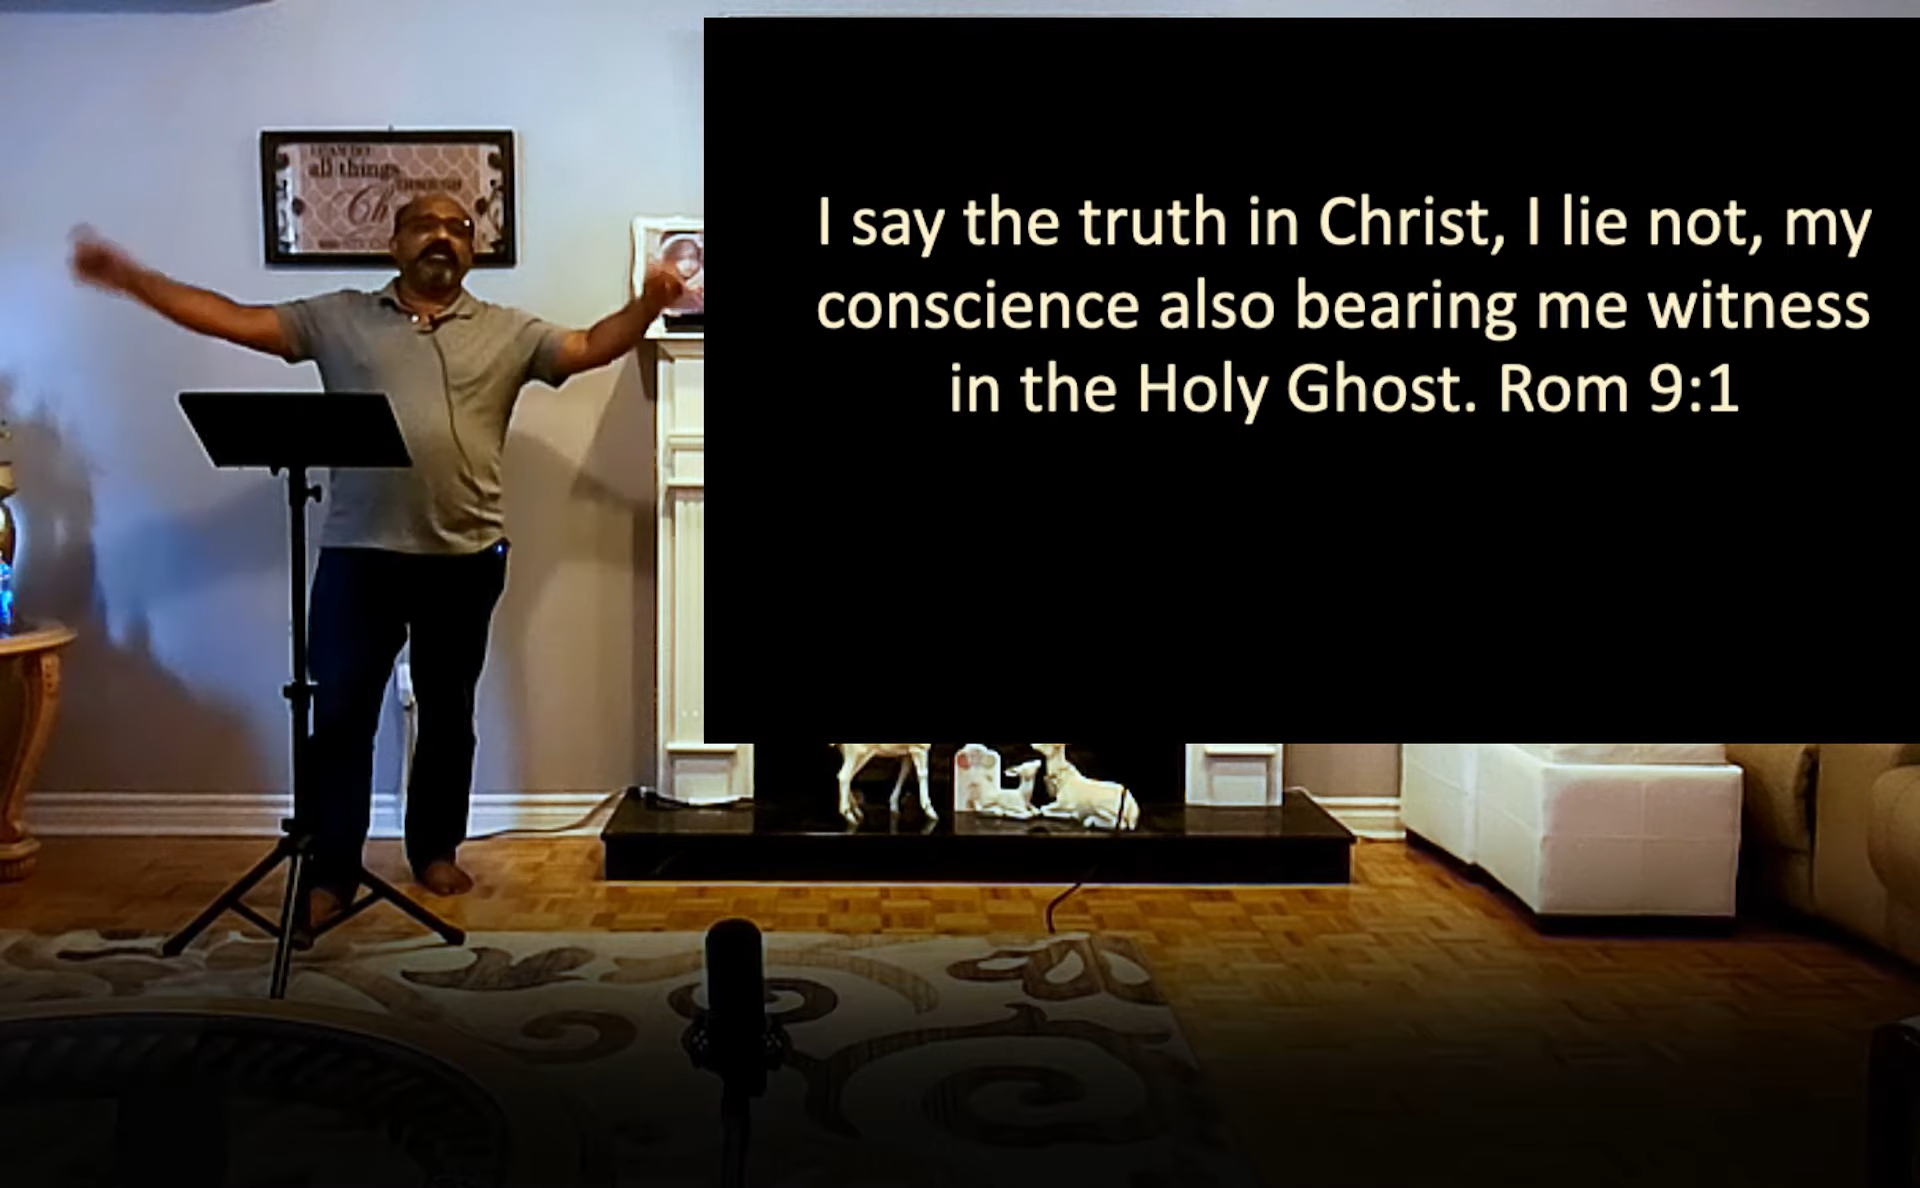 all things
THROUGH
I say the truth in Christ, I lie not, my
conscience also bearing me witness
in the Holy Ghost. Rom 9:1